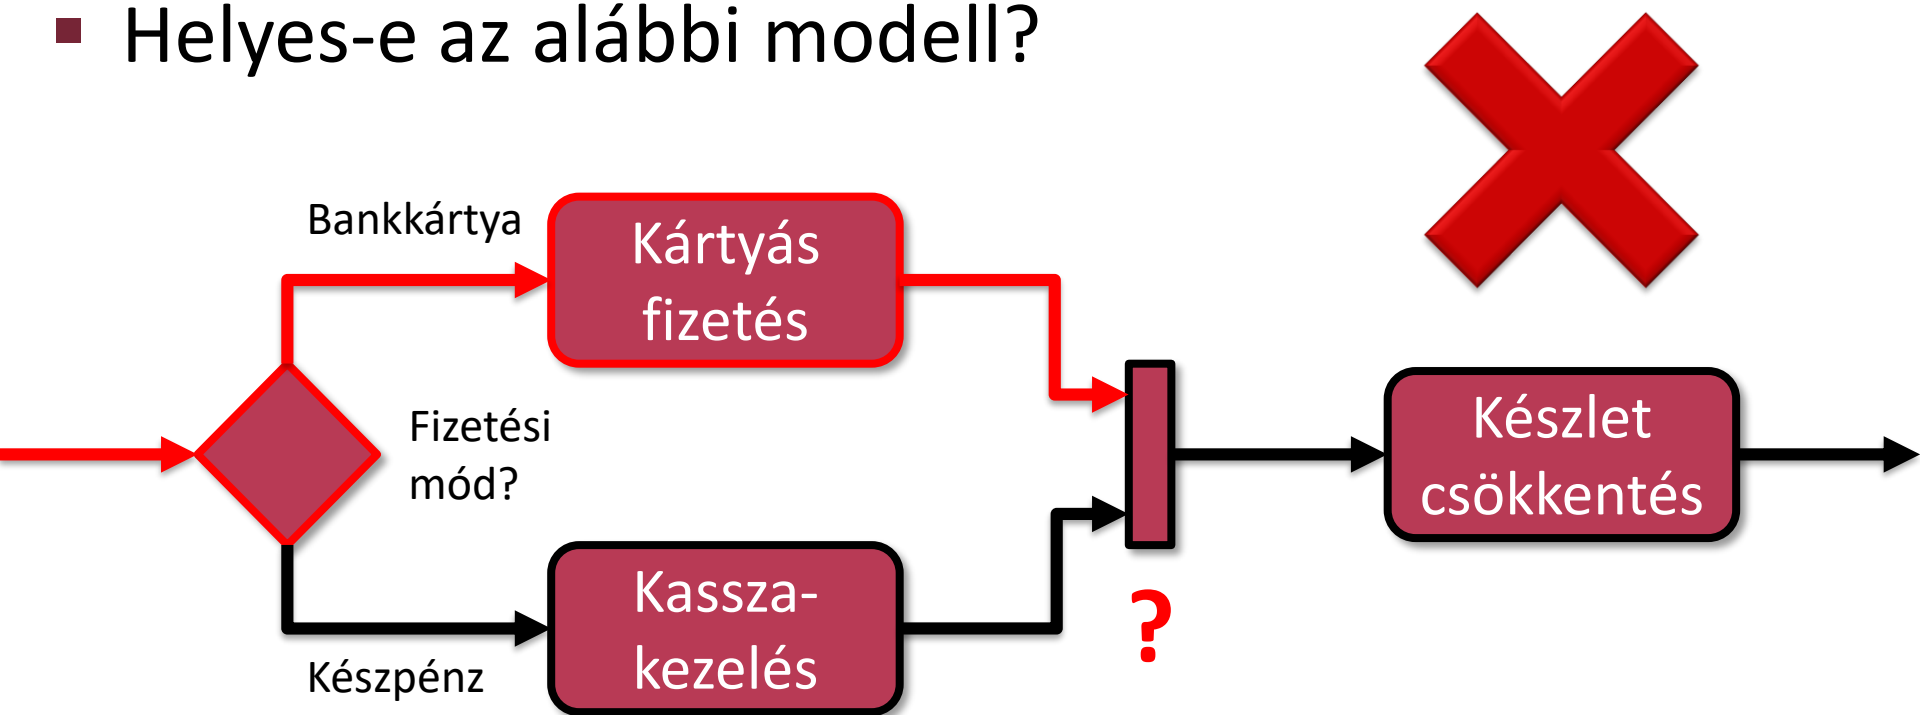 Helyes-e az alábbi modell?
Bankkártya
Kártyás
fizetés
Fizetési
mód?
Készlet
csökkentés
Kassza-
kezelés
?
Készpénz